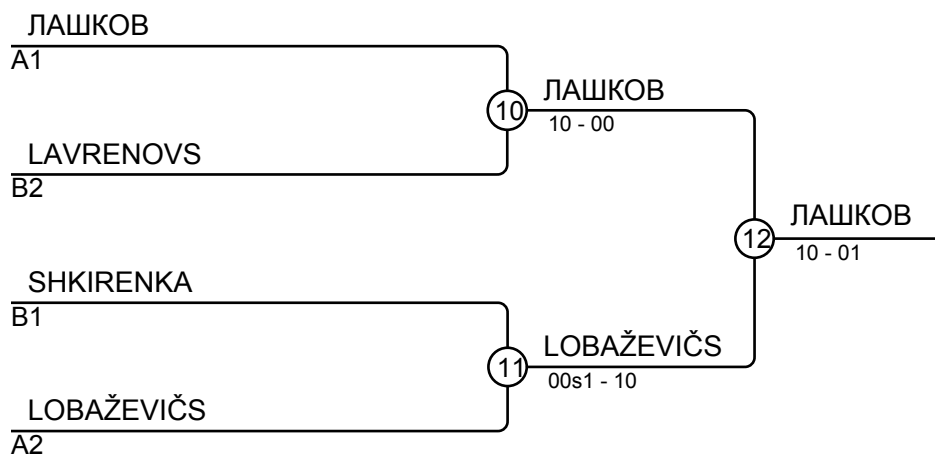 ЛАШКОВ
A1
10
ЛАШКОВ
10 - 00
LAVRENOVS
B2
12
ЛАШКОВ
10 - 01
SHKIRENKA
B1
11
LOBAŽEVIČS
00s1 - 10
LOBAŽEVIČS
A2